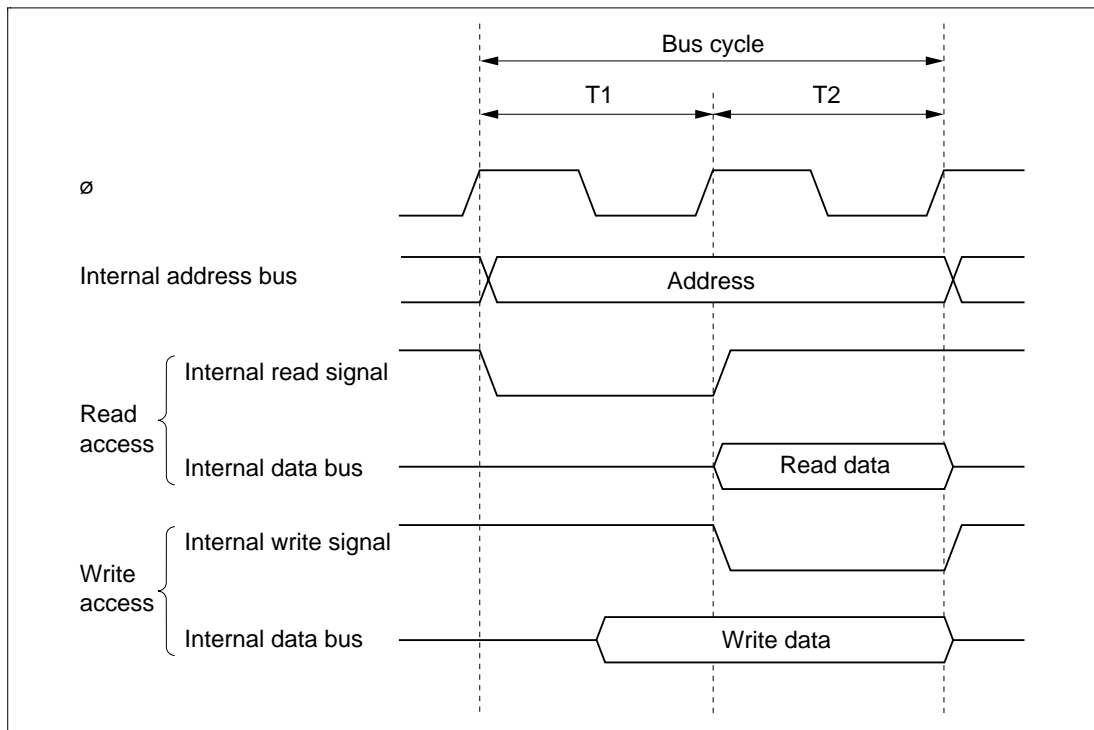 Bus cycle
T1
T2
ø
Internal address bus
Address
Internal read signal
Read
access
Internal data bus
Read data
Internal write signal
Write
access
Internal data bus
Write data